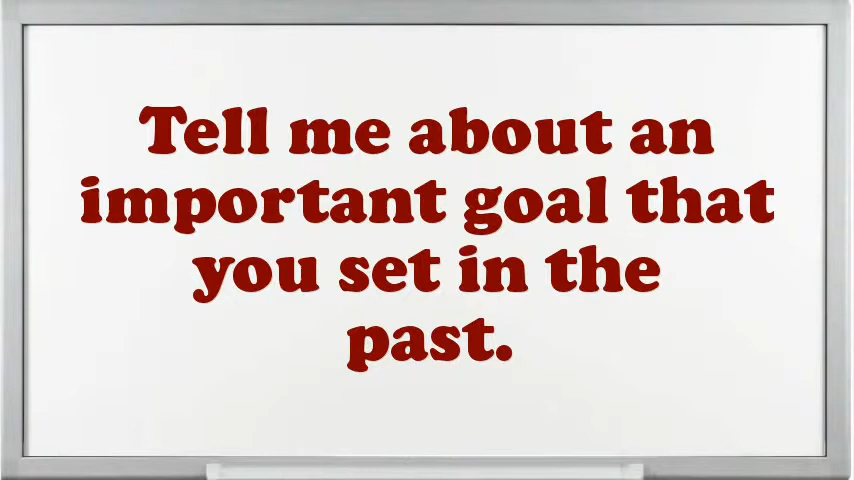 Tell me about an
important goal that
you set in the
past.